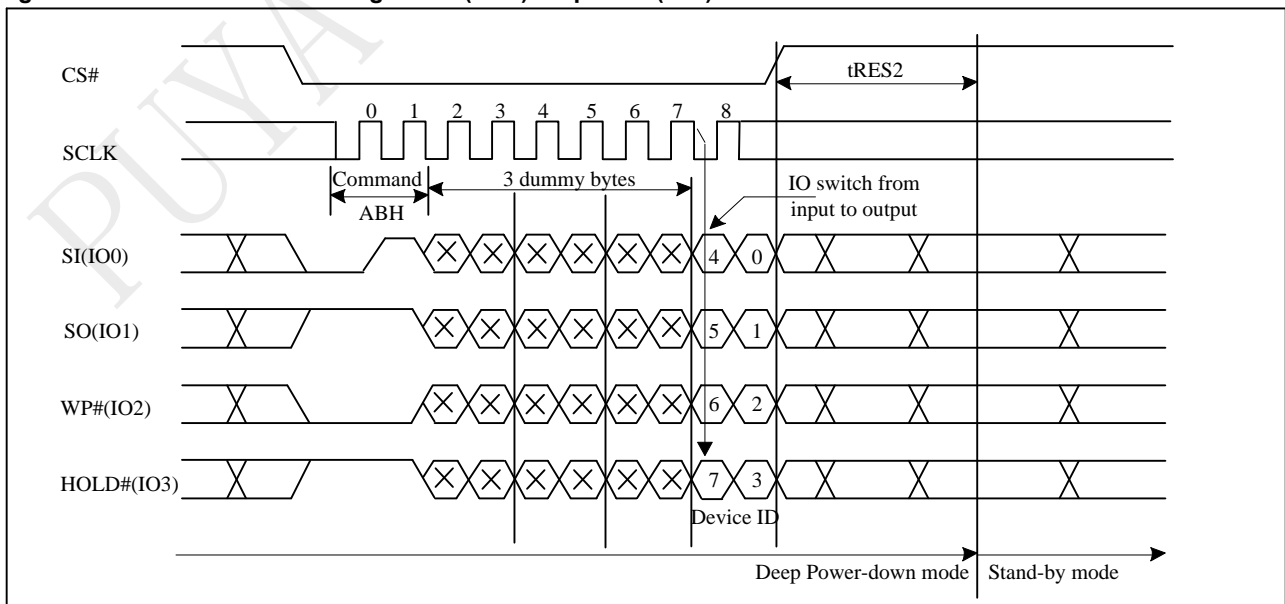 PUYA
CS#
tRES2
0 1 2 3 4 5 6 7 8
SCLK
Command
3 dummy bytes
ABH
IO switch from
input to output
SI(IO0)
4 0
SO(IO1)
5 1
WP#(IO2)
6 2
HOLD#(IO3)
7 3
Device ID
Deep Power-down mode
Stand-by mode